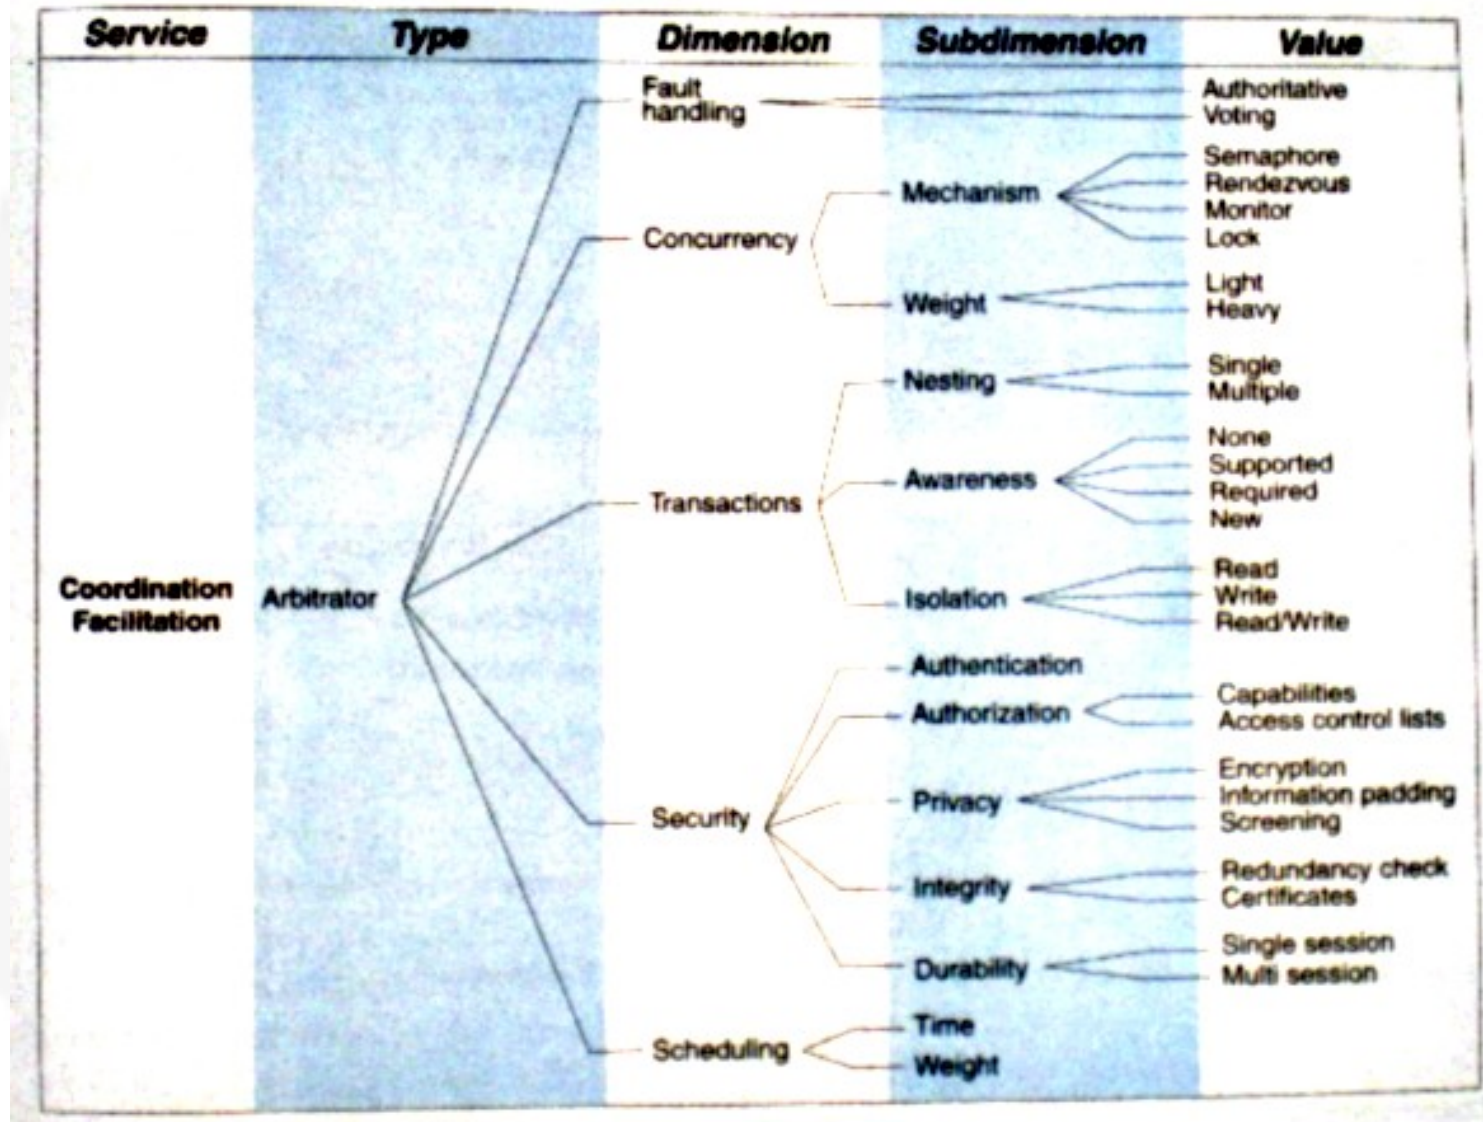 Service Type Dimension Subdimension Value
Fault
handling
Authoritative
Voting
Concurrency
Mechanism
Semaphore
Rendezvous
Monitor
Lock
Weight
Light
Heavy
Transactions
Nesting
Single
Multiple
Awareness
None
Supported
Required
New
Isolation
Read
Write
Read/Write
Coordination
Facilitation
Arbitrator
Security
Authentication
Authorization
Capabilities
Access control lists
Privacy
Encryption
Information padding
Screening
Integrity
Redundancy check
Certificates
Durability
Single session
Multi session
Scheduling
Time
Weight